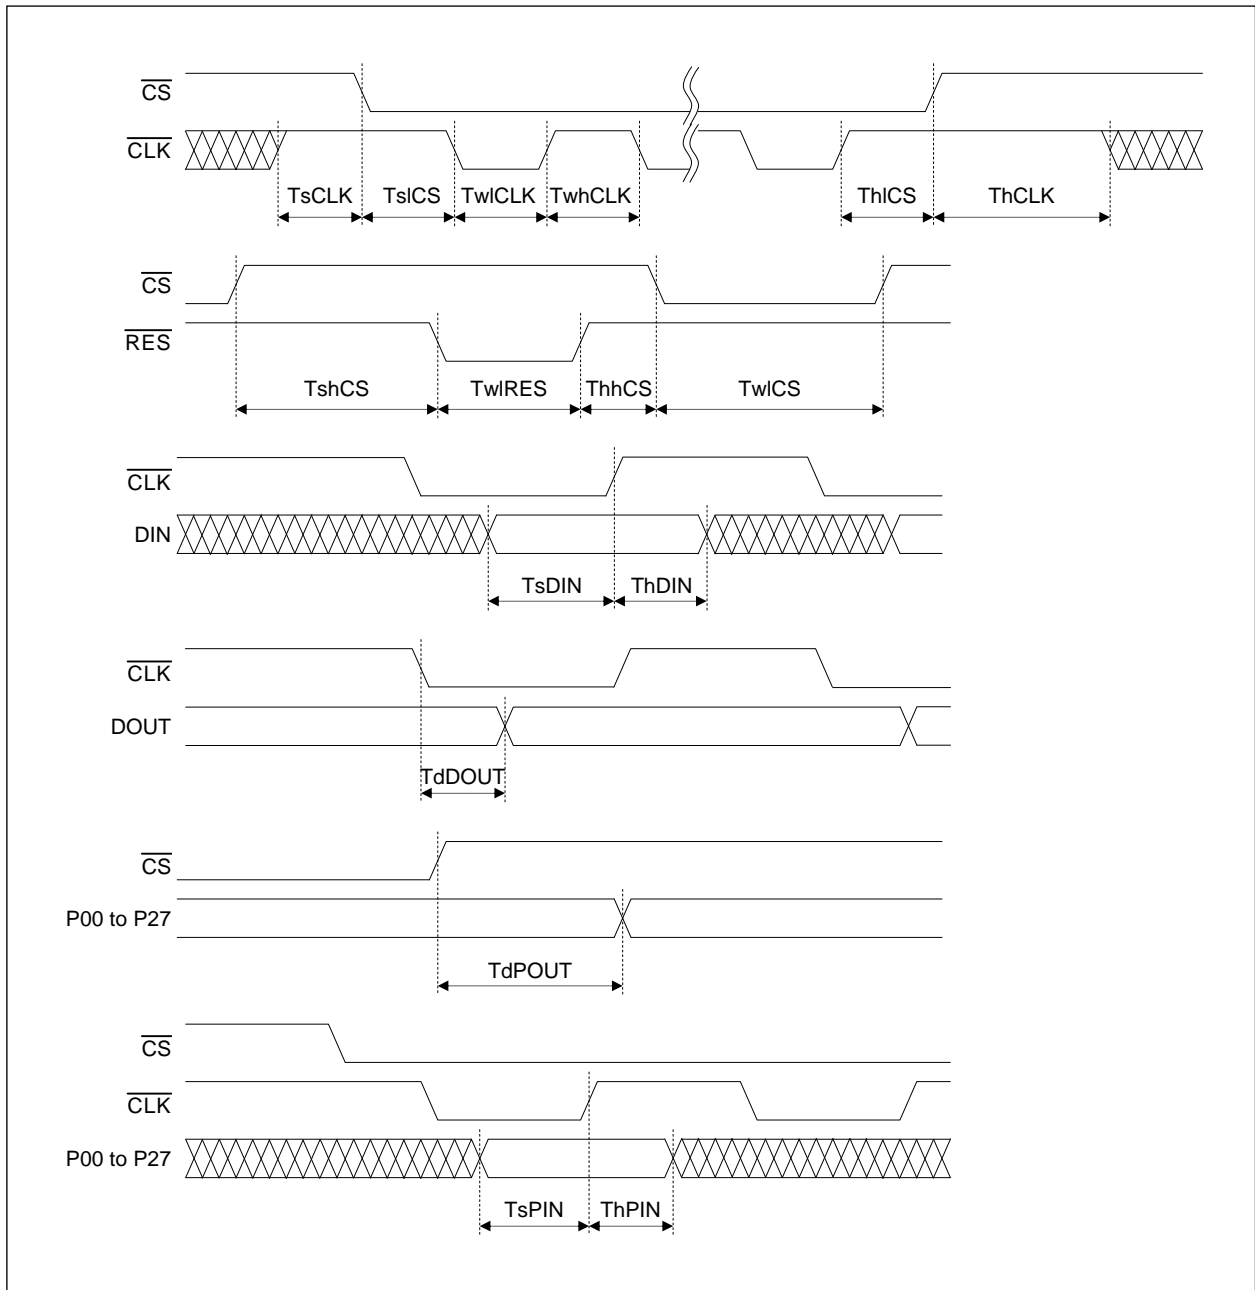 CS
CLK
TsCLK TslCS TwlCLK TwhCLK ThlCS ThCLK
CS
RES
TshCS TwlRES ThhCS TwlCS
CLK
DIN
TsDIN ThDIN
CLK
DOUT
TdDOUT
CS
P00 to P27
TdPOUT
CS
CLK
P00 to P27
TsPIN ThPIN